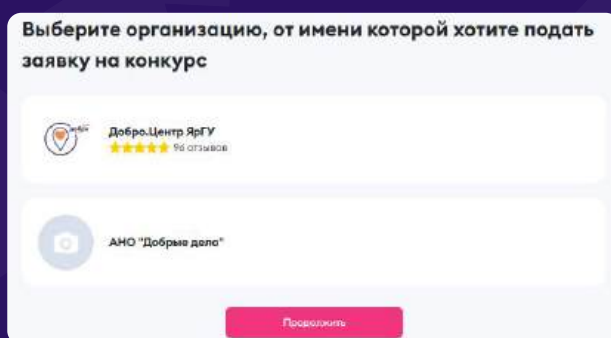 Выберите организацию, от имени которой хотите подать
заявку на конкурс
Добро.Центр ЯрГУ
96 отзывов
АНО "Добрые дела"
Продолжить